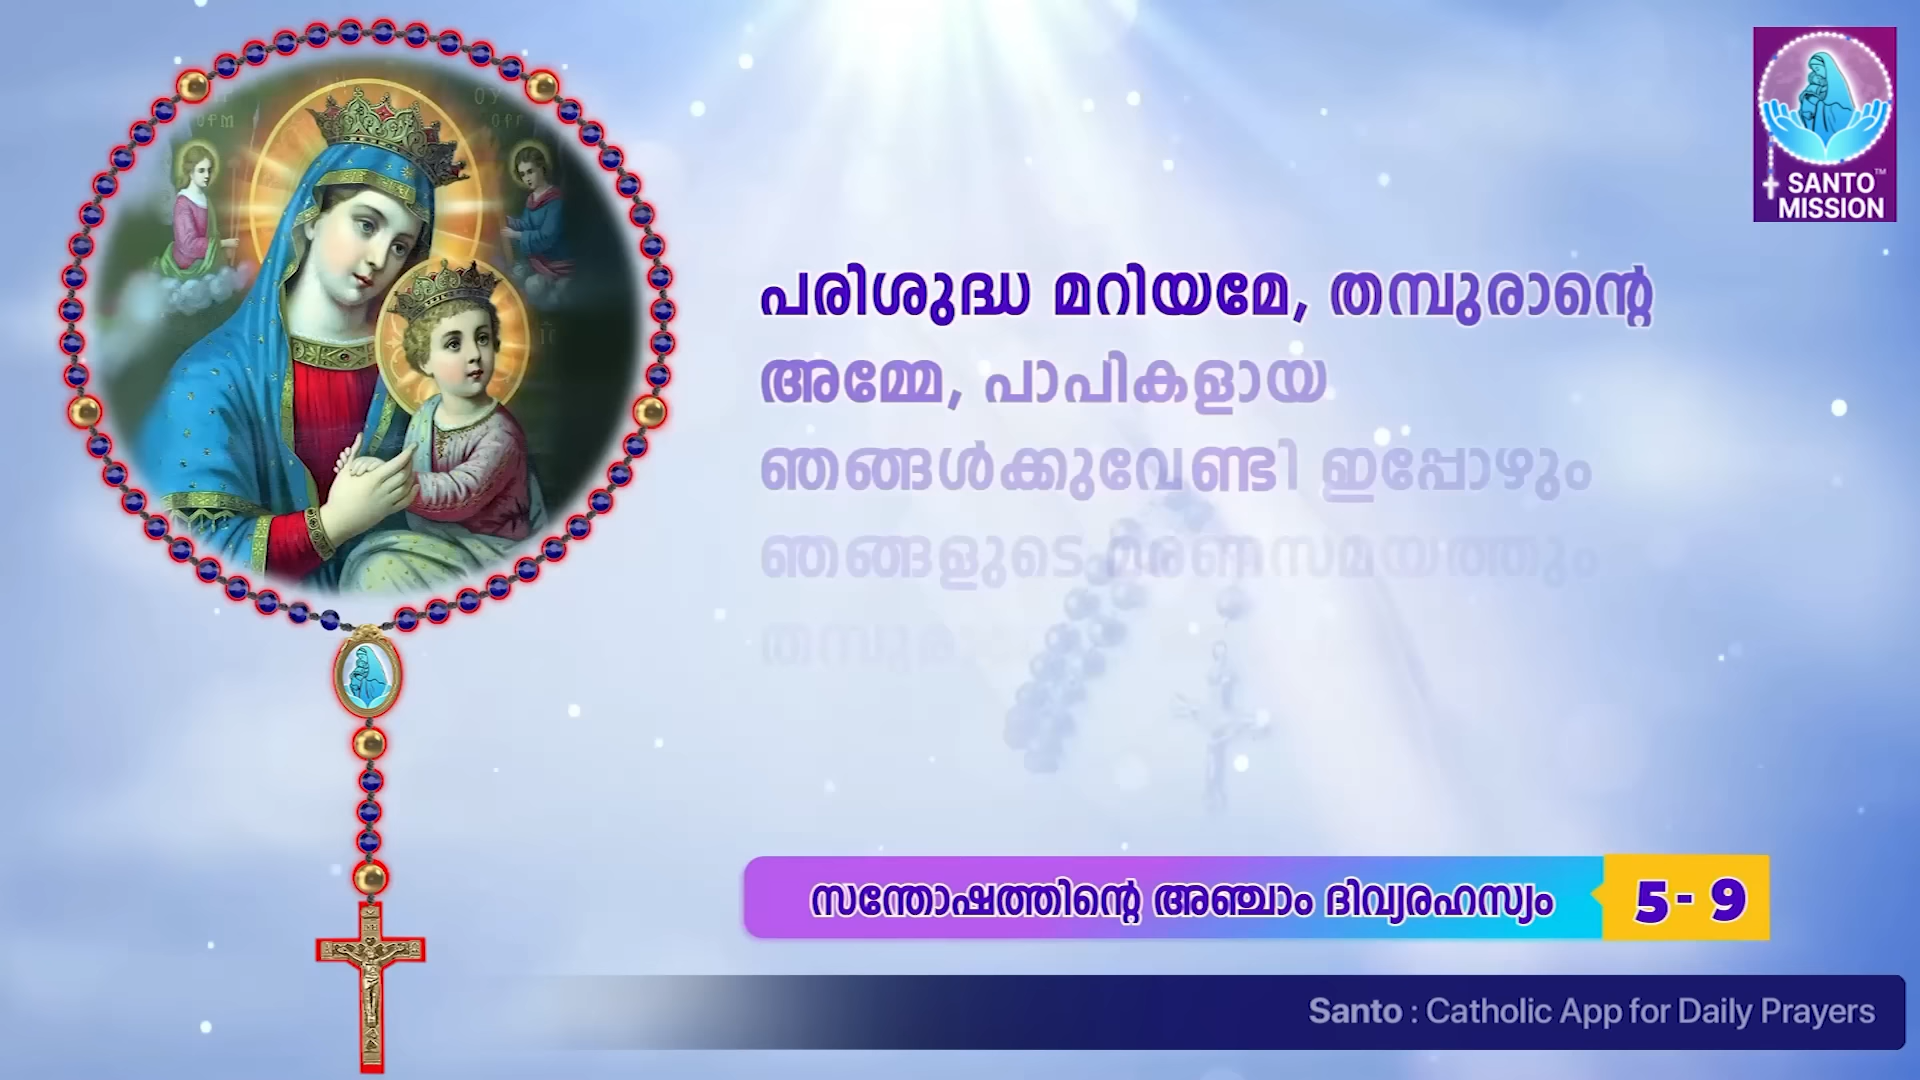 SANTO™
MISSION
പരിശുദ്ധ മറിയമേ, തമ്പുരാന്റെ
അമ്മേ, പാപികളായ
ഞങ്ങൾക്കുവേണ്ടി ഇപ്പോഴും
ഞങ്ങളുടെ മരണസമയത്തും
സന്തോഷത്തിന്റെ അഞ്ചാം ദിവ്യരഹസ്യം 5 - 9
Santo : Catholic App for Daily Prayers